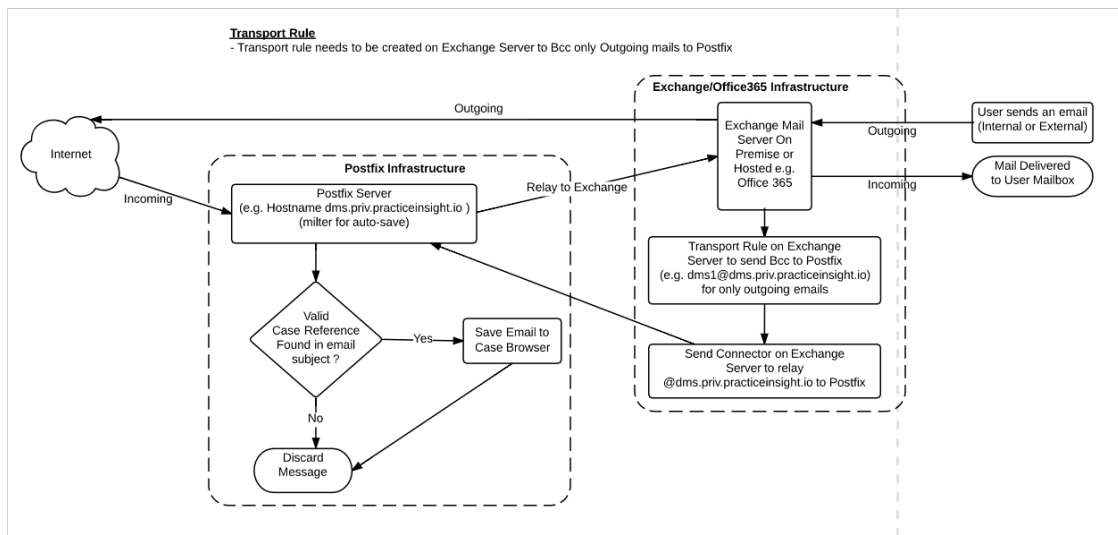 Transport Rule
- Transport rule needs to be created on Exchange Server to Bcc only Outgoing mails to Postfix
Exchange/Office365 Infrastructure
Outgoing
Exchange Mail
Server On
Premise or
Hosted e.g.
Office 365
User sends an email
(Internal or External)
Outgoing
Internet
Mail Delivered
to User Mailbox
Incoming
Postfix Infrastructure
Incoming
Postfix Server
(e.g. Hostname dms.priv.practiceinsight.io )
(milter for auto-save)
Relay to Exchange
Transport Rule on Exchange
Server to send Bcc to Postfix
(e.g. dms1@dms.priv.practiceinsight.io)
for only outgoing emails
Valid
Case Reference
Found in email
subject ?
Yes
Save Email to
Case Browser
Send Connector on Exchange
Server to relay
@dms.priv.practiceinsight.io to Postfix
No
Discard
Message